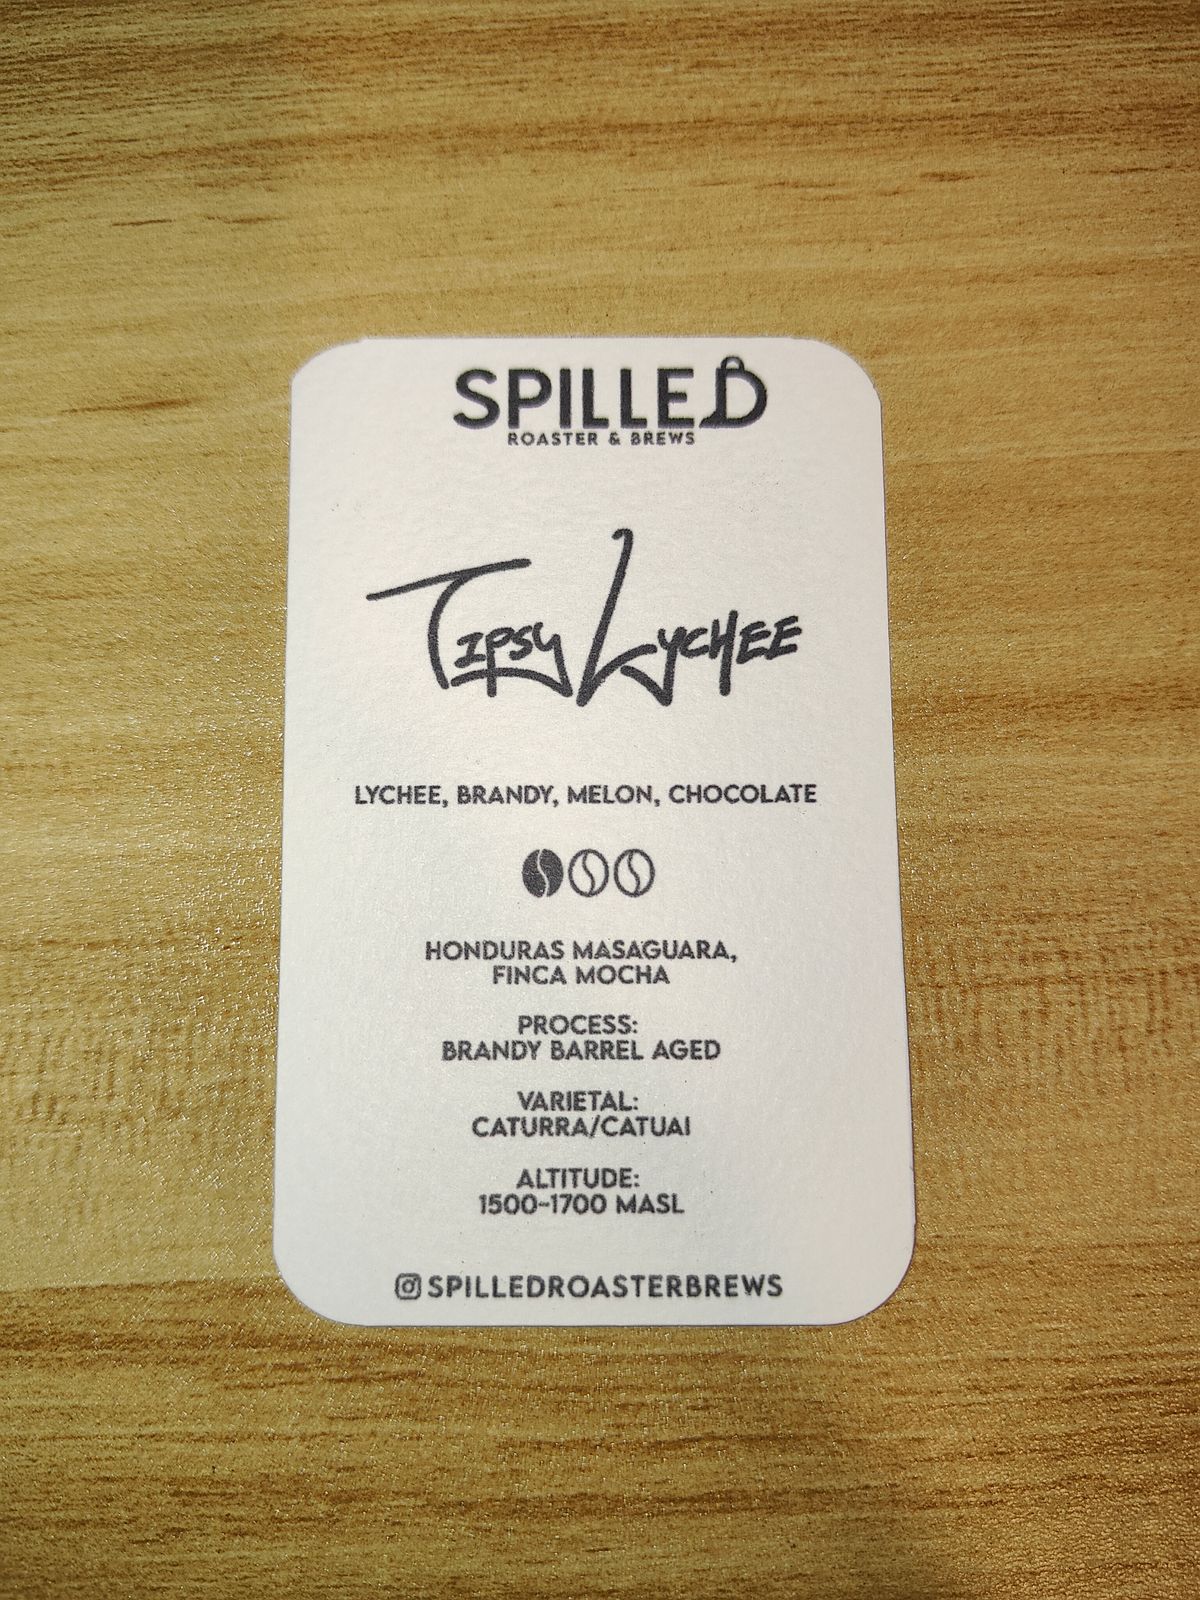 SPILLED
ROASTER & BREWS
TIPSY LYCHEE
LYCHEE, BRANDY, MELON, CHOCOLATE
HONDURAS MASAGUARA,
FINCA MOCHA
PROCESS:
BRANDY BARREL AGED
VARIETAL:
CATURRA/CATUAI
ALTITUDE:
1500~1700 MASL
SPILLEDROASTERBREWS